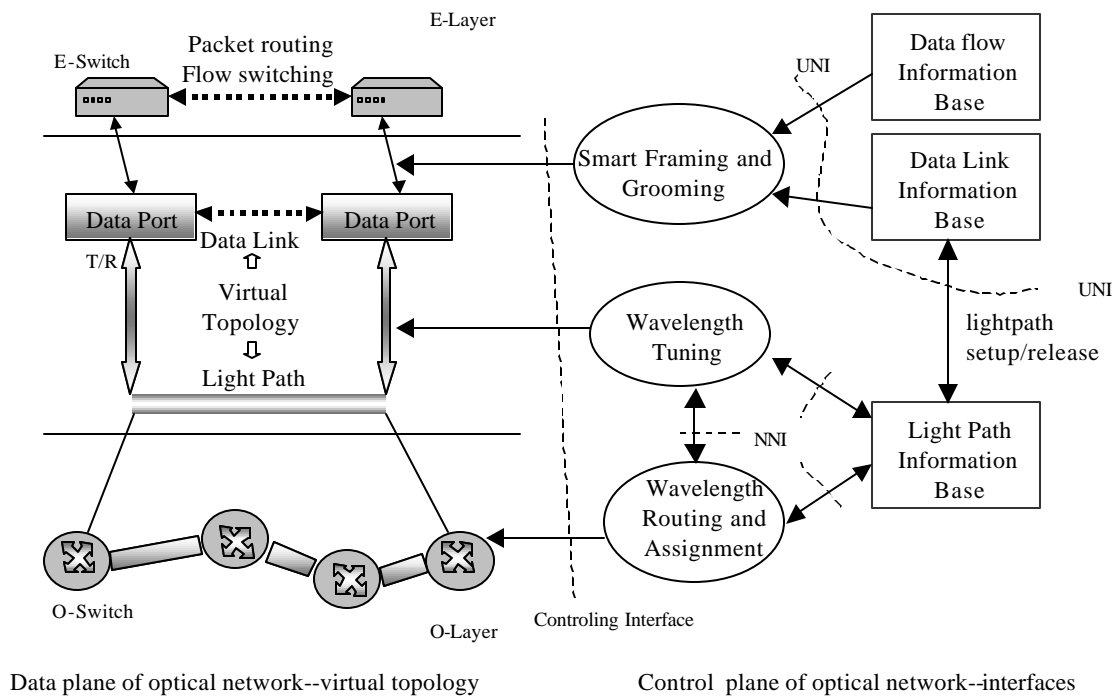 E-Layer
Packet routing
Flow switching
E-Switch
Data Port
Data Port
Data Link
T/R
Virtual
Topology
Light Path
O-Switch
O-Layer
Data plane of optical network--virtual topology
UNI
Data flow
Information
Base
Smart Framing and
Grooming
Data Link
Information
Base
UNI
lightpath
setup/release
Wavelength
Tuning
NNI
Light Path
Information
Base
Wavelength
Routing and
Assignment
Controling Interface
Control plane of optical network--interfaces